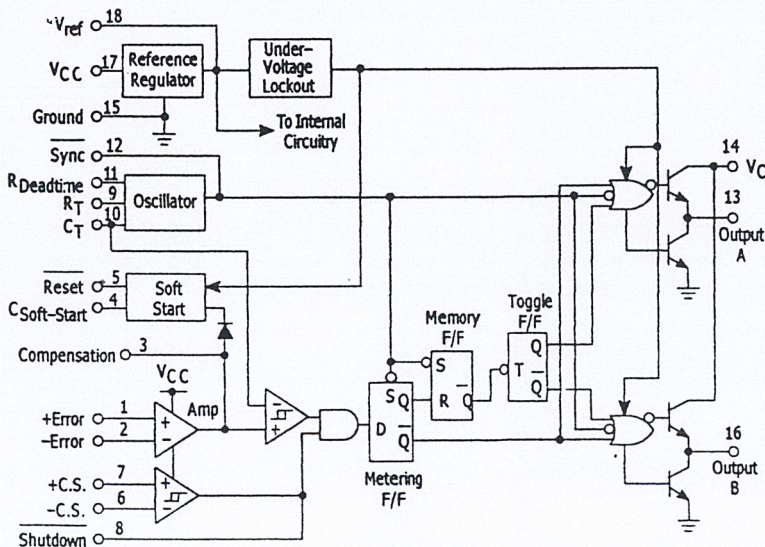 Vref 18
VCC 17
Reference
Regulator
Under-
Voltage
Lockout
Ground 15
To Internal
Circuitry
Sync 12
RDeadtime 11
RT 9
CT 10
Oscillator
14 VC
13
Output
A
Reset 5
CSoft-Start 4
Soft
Start
Compensation 3
Memory
F/F
Toggle
F/F
S
R Q
T
Q
Q
VCC
Amp
+Error 1
−Error 2
+
−
−
+
S
Q
D
Q
Metering
F/F
16
Output
B
+C.S. 7
−C.S. 6
+
−
Shutdown 8